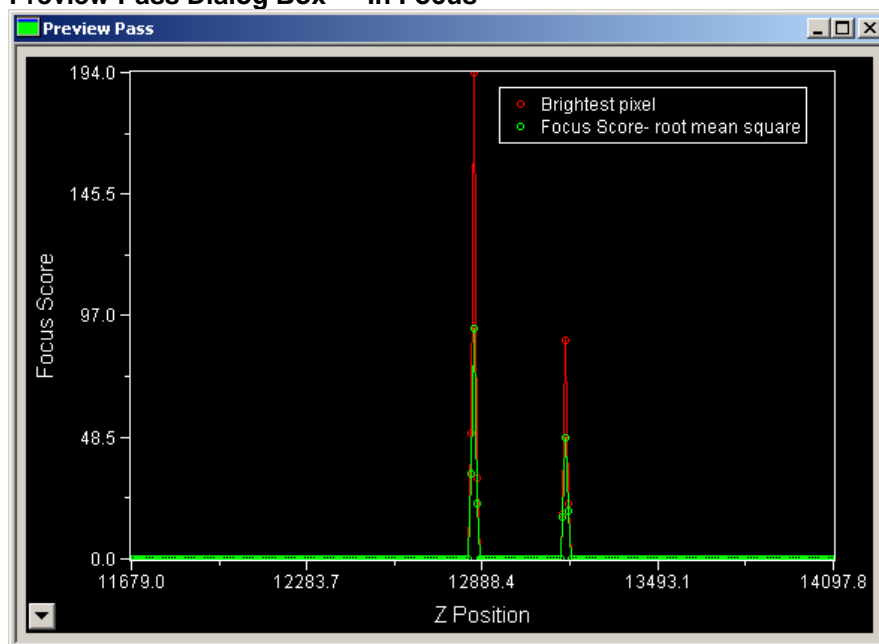 Preview Pass Dialog Box — In Focus
Preview Pass
194.0
Brightest pixel
Focus Score- root mean square
145.5
97.0
Focus Score
48.5
0.0
11679.0 12283.7 12888.4 13493.1 14097.8
Z Position